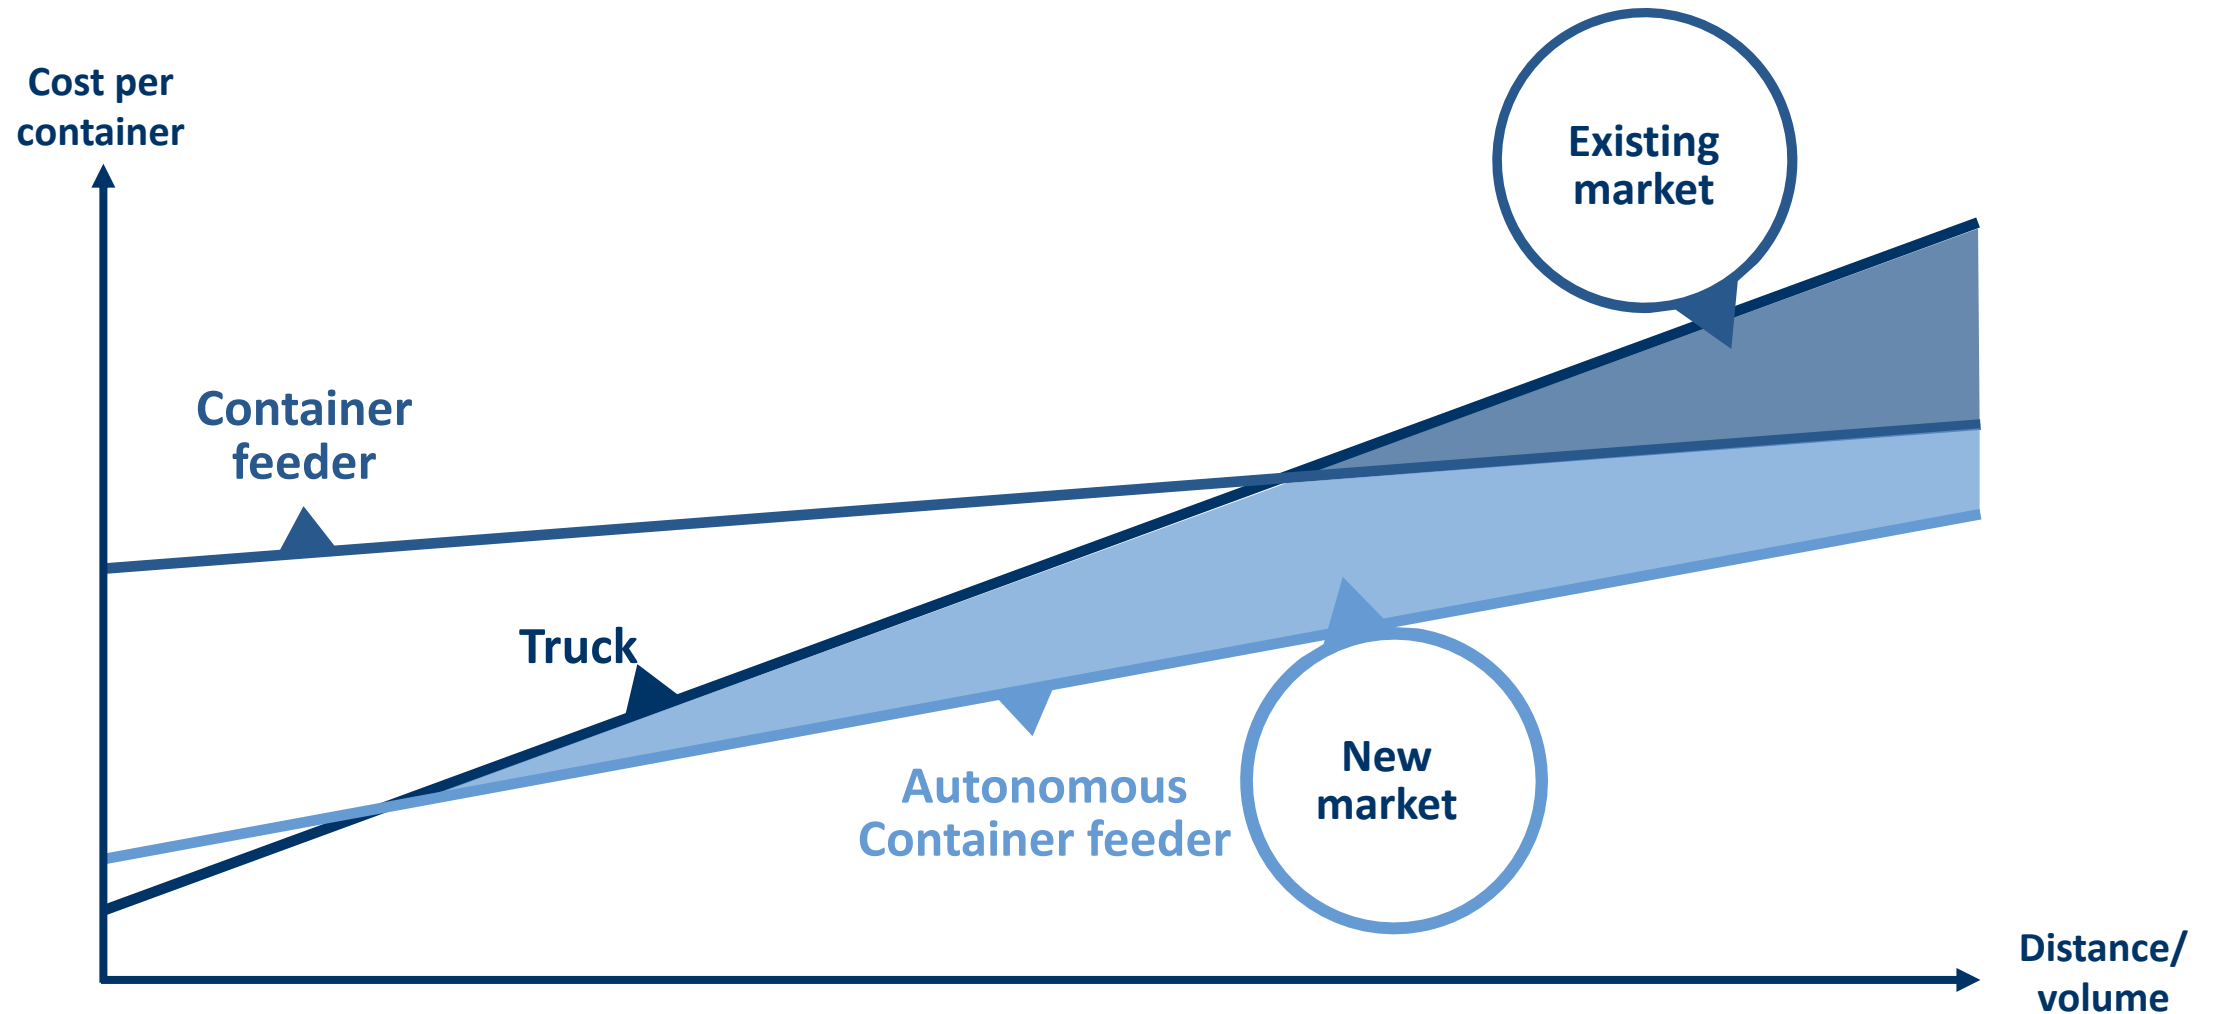 Cost per
container
Existing
market
Container
feeder
Truck
Autonomous
Container feeder
New
market
Distance/
volume